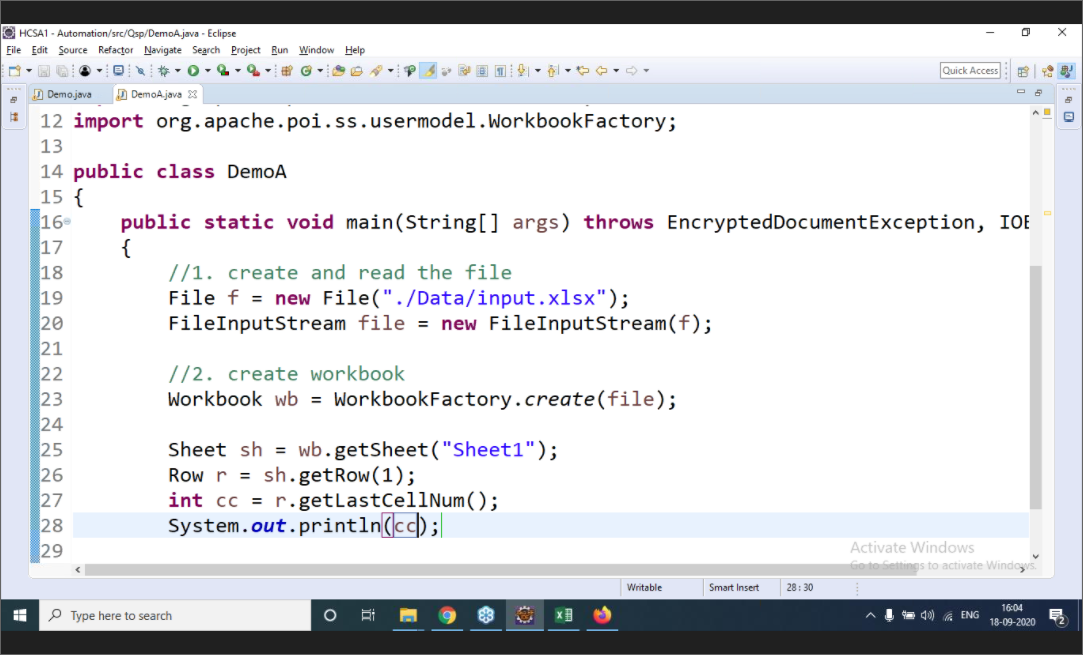 HCSA1 - Automation/src/Qsp/DemoA.java - Eclipse
File Edit Source Refactor Navigate Search Project Run Window Help
Quick Access
Demo.java DemoA.java
12 import org.apache.poi.ss.usermodel.WorkbookFactory;
13
14 public class DemoA
15 {
16 public static void main(String[] args) throws EncryptedDocumentException, IOE
17 {
18 //1. create and read the file
19 File f = new File("./Data/input.xlsx");
20 FileInputStream file = new FileInputStream(f);
21
22 //2. create workbook
23 Workbook wb = WorkbookFactory.create(file);
24
25 Sheet sh = wb.getSheet("Sheet1");
26 Row r = sh.getRow(1);
27 int cc = r.getLastCellNum();
28 System.out.println(cc);
29
Activate Windows
Go to Settings to activate Windows.
Writable Smart Insert 28 : 30
Type here to search
ENG
16:04
18-09-2020
2